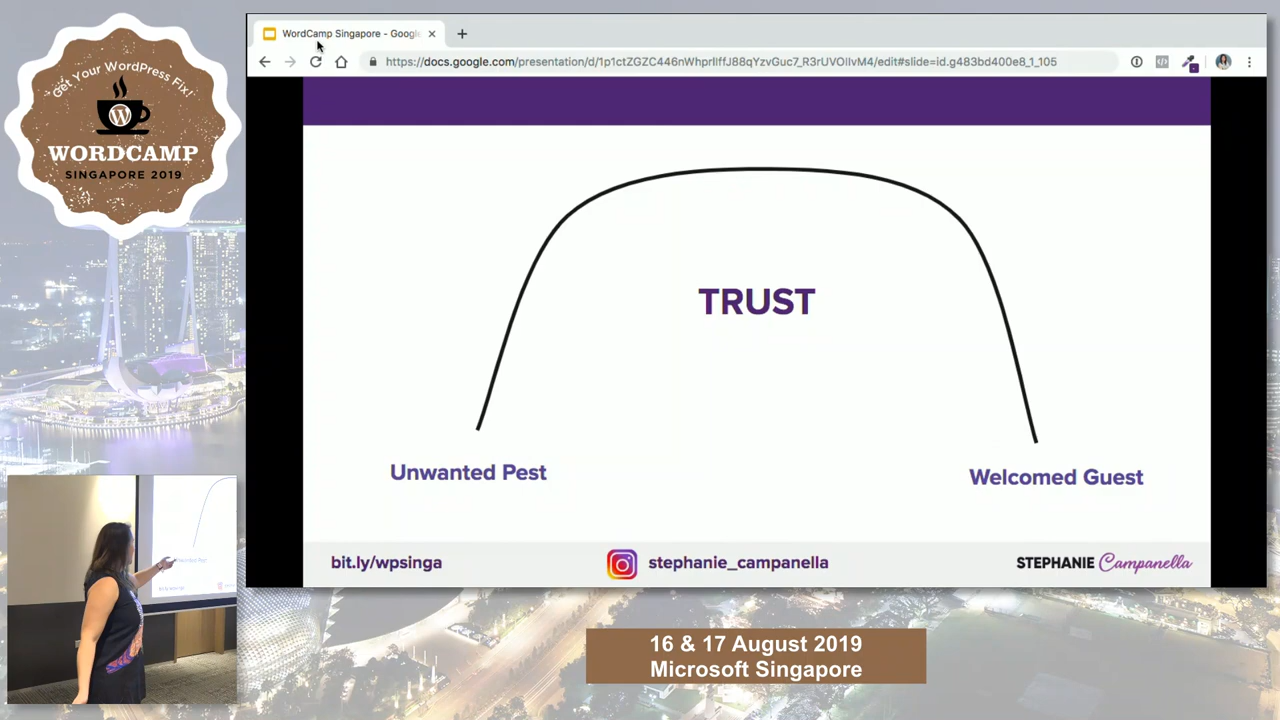 Get Your WordPress Fix!
WORDCAMP
SINGAPORE 2019
WordCamp Singapore - Googl
https://docs.google.com/presentation/d/1p1ctZGZC446nWhprIlffJ88qYzvGuc7_R3rUVOlIvM4/edit#slide=id.g483bd400e8_1_105
TRUST
Unwanted Pest
Welcomed Guest
bit.ly/wpsinga
stephanie_campanella
STEPHANIE Campanella
16 & 17 August 2019
Microsoft Singapore